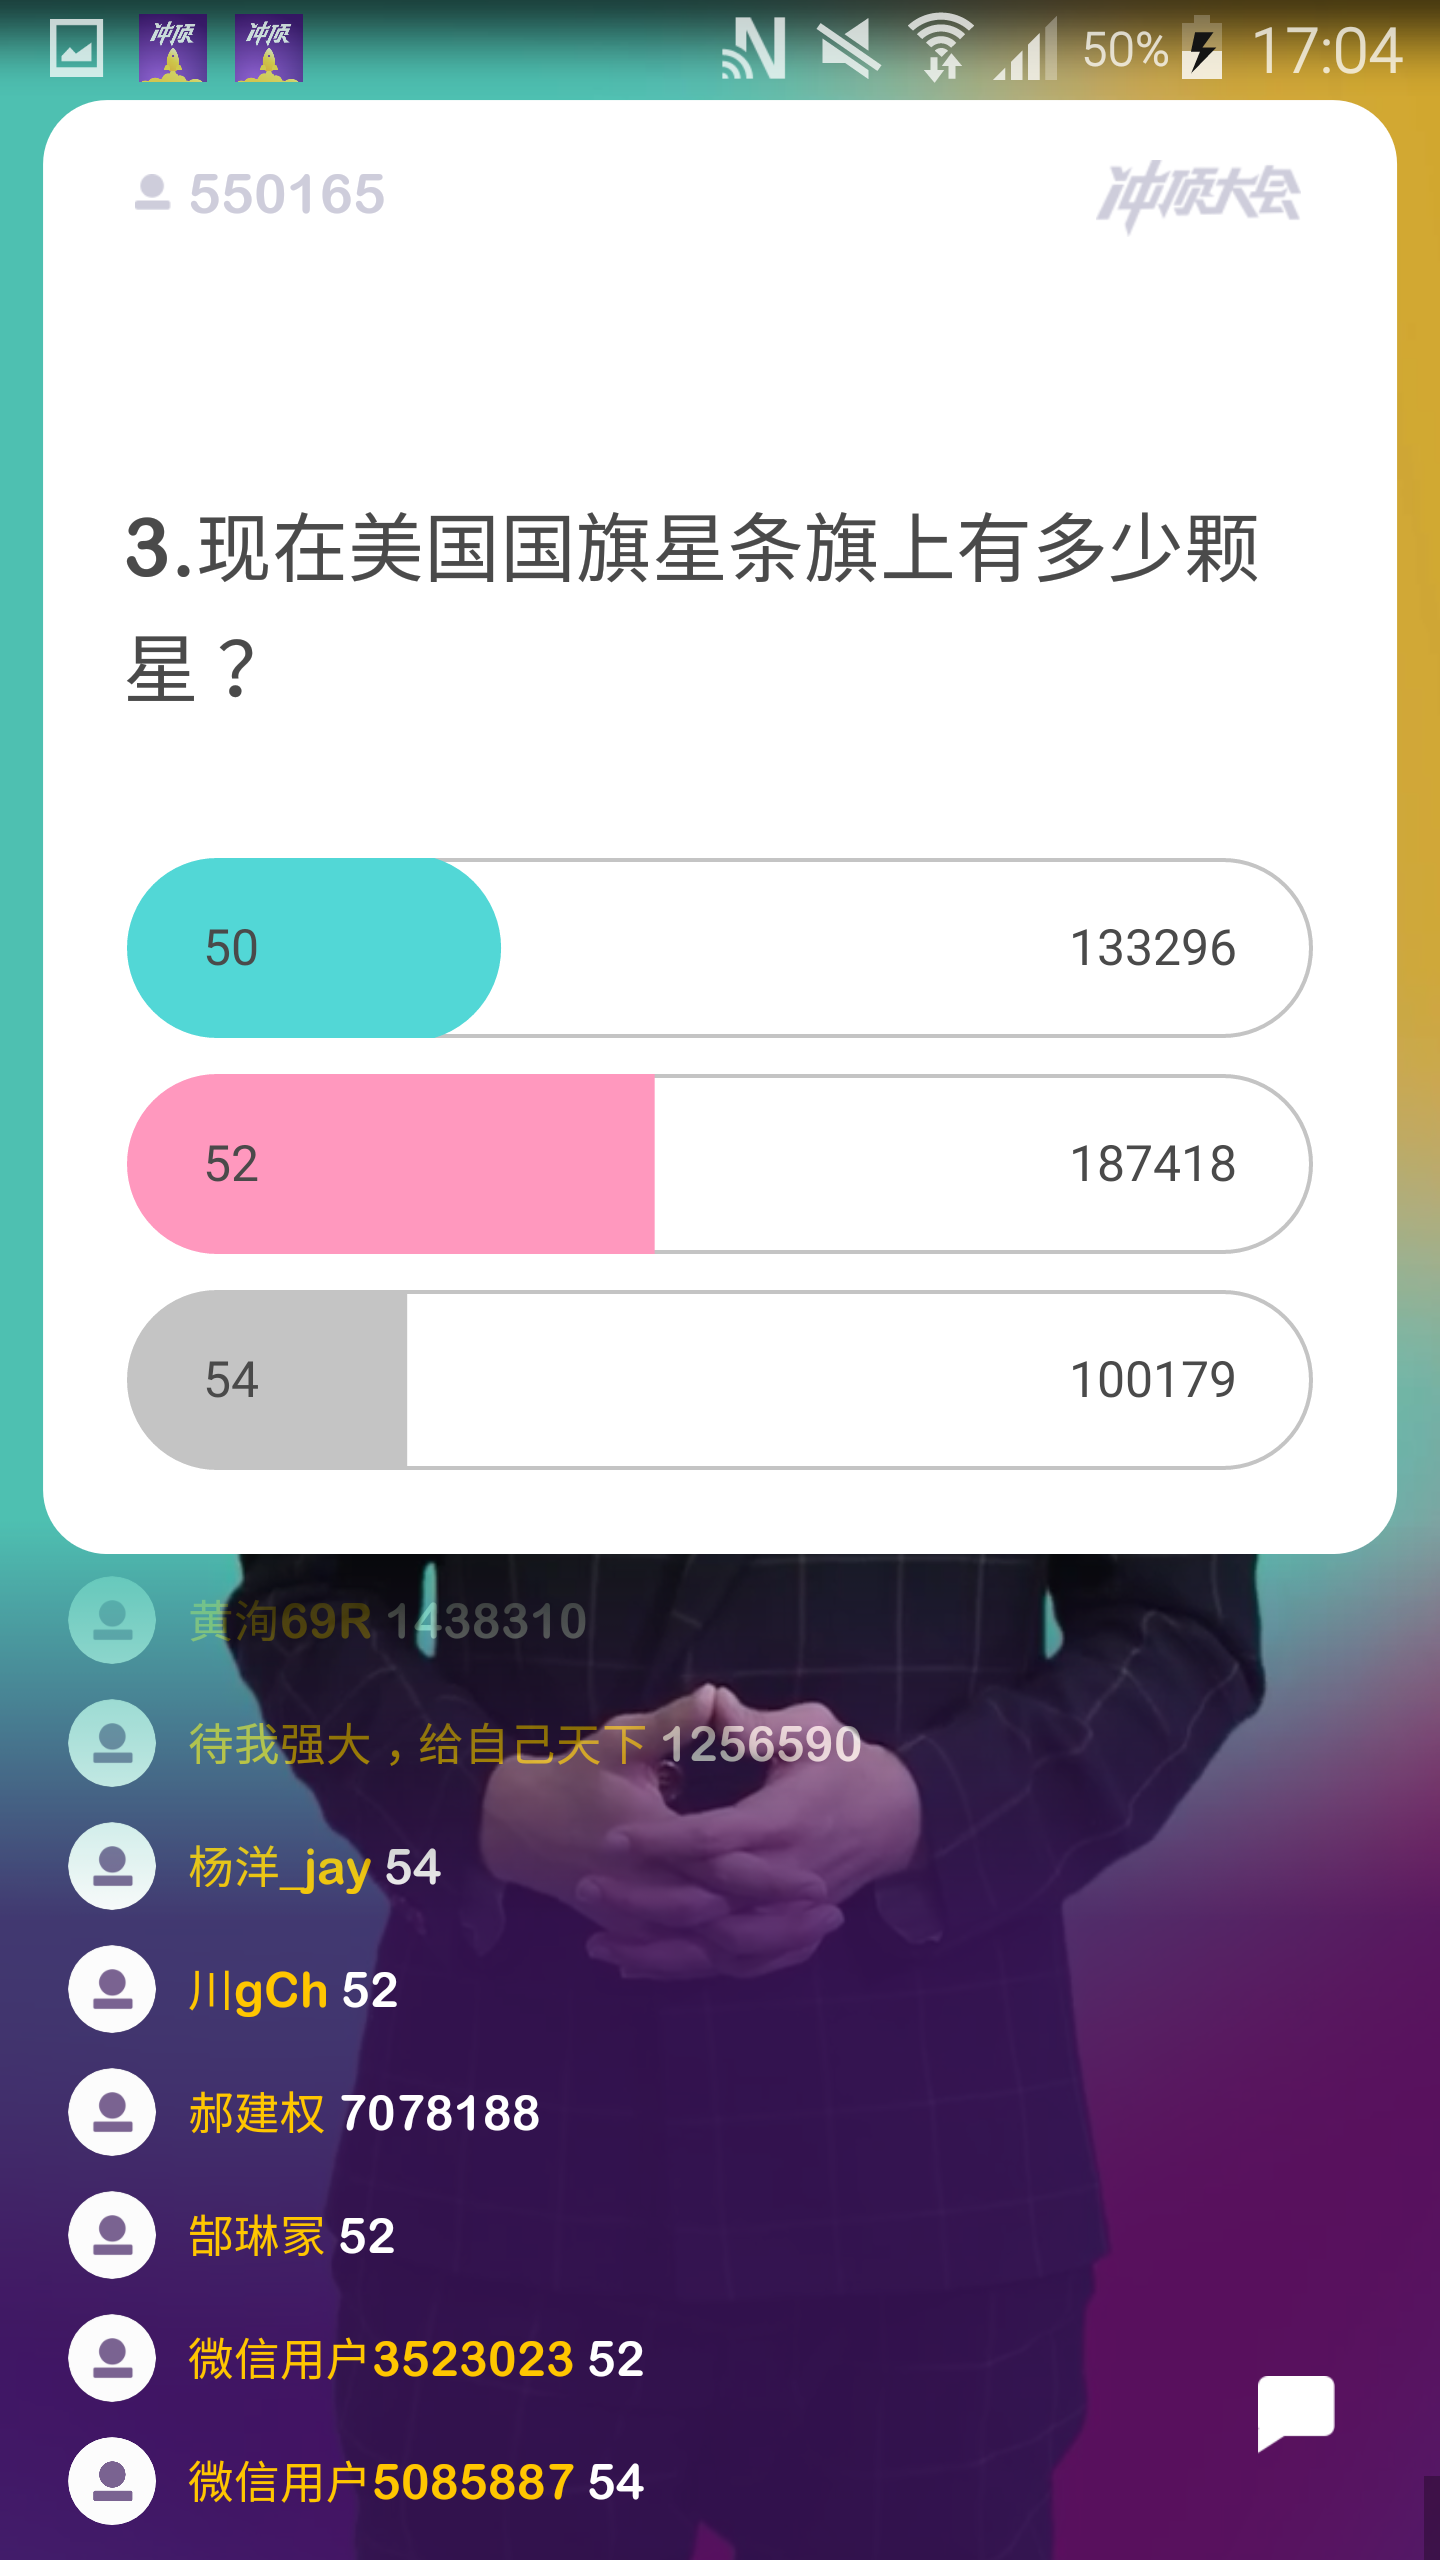 冲顶 冲顶 50% 17:04
550165 冲顶大会
3.现在美国国旗星条旗上有多少颗
星？
50 133296
52 187418
54 100179
黄洵69R 1438310
待我强大，给自己天下 1256590
杨洋_jay 54
川gCh 52
郝建权 7078188
郜琳冢 52
微信用户3523023 52
微信用户5085887 54